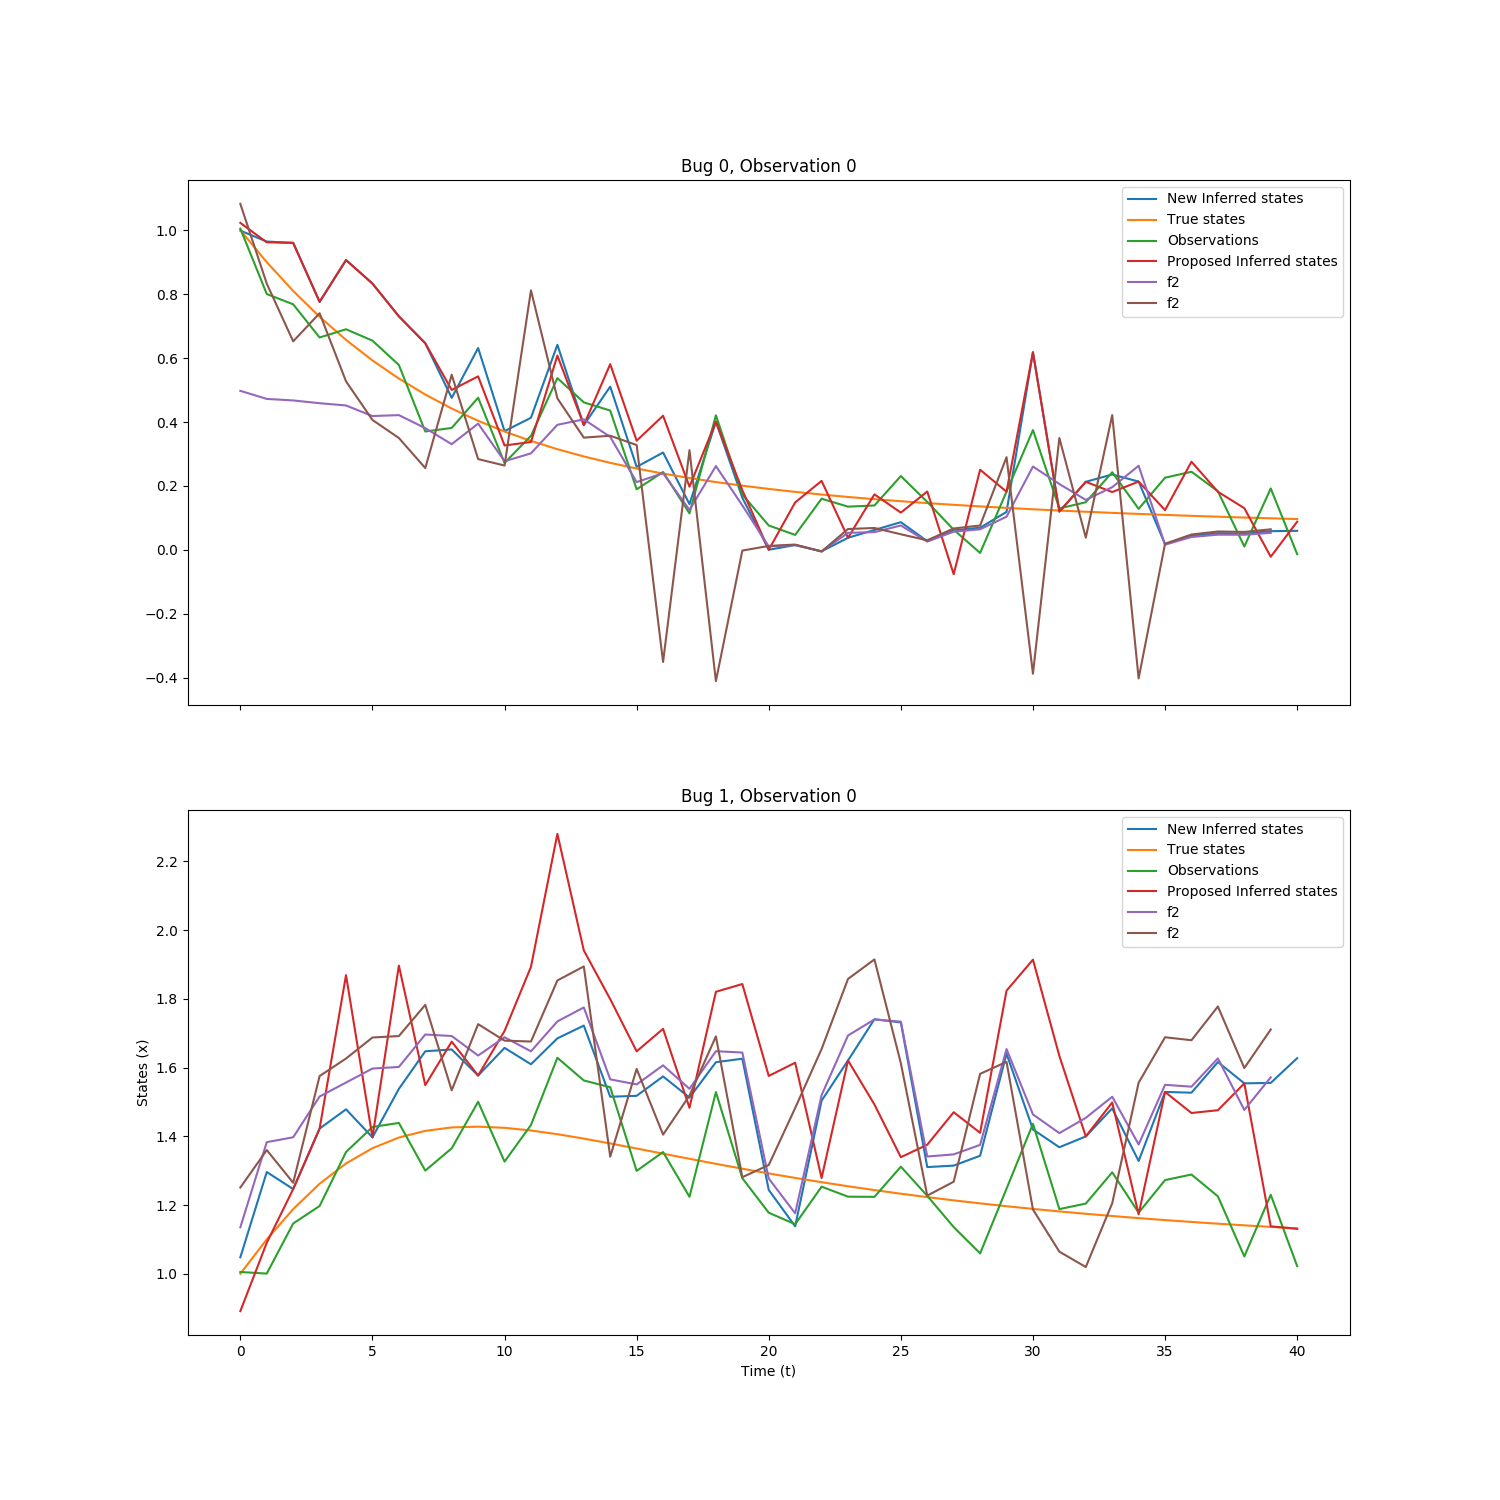 Bug 0, Observation 0
New Inferred states
True states
Observations
Proposed Inferred states
f2
f2
1.0
0.8
0.6
0.4
0.2
0.0
−0.2
−0.4
Bug 1, Observation 0
New Inferred states
True states
Observations
Proposed Inferred states
f2
f2
2.2
2.0
1.8
1.6
1.4
1.2
1.0
States (x)
0 5 10 15 20 25 30 35 40
Time (t)